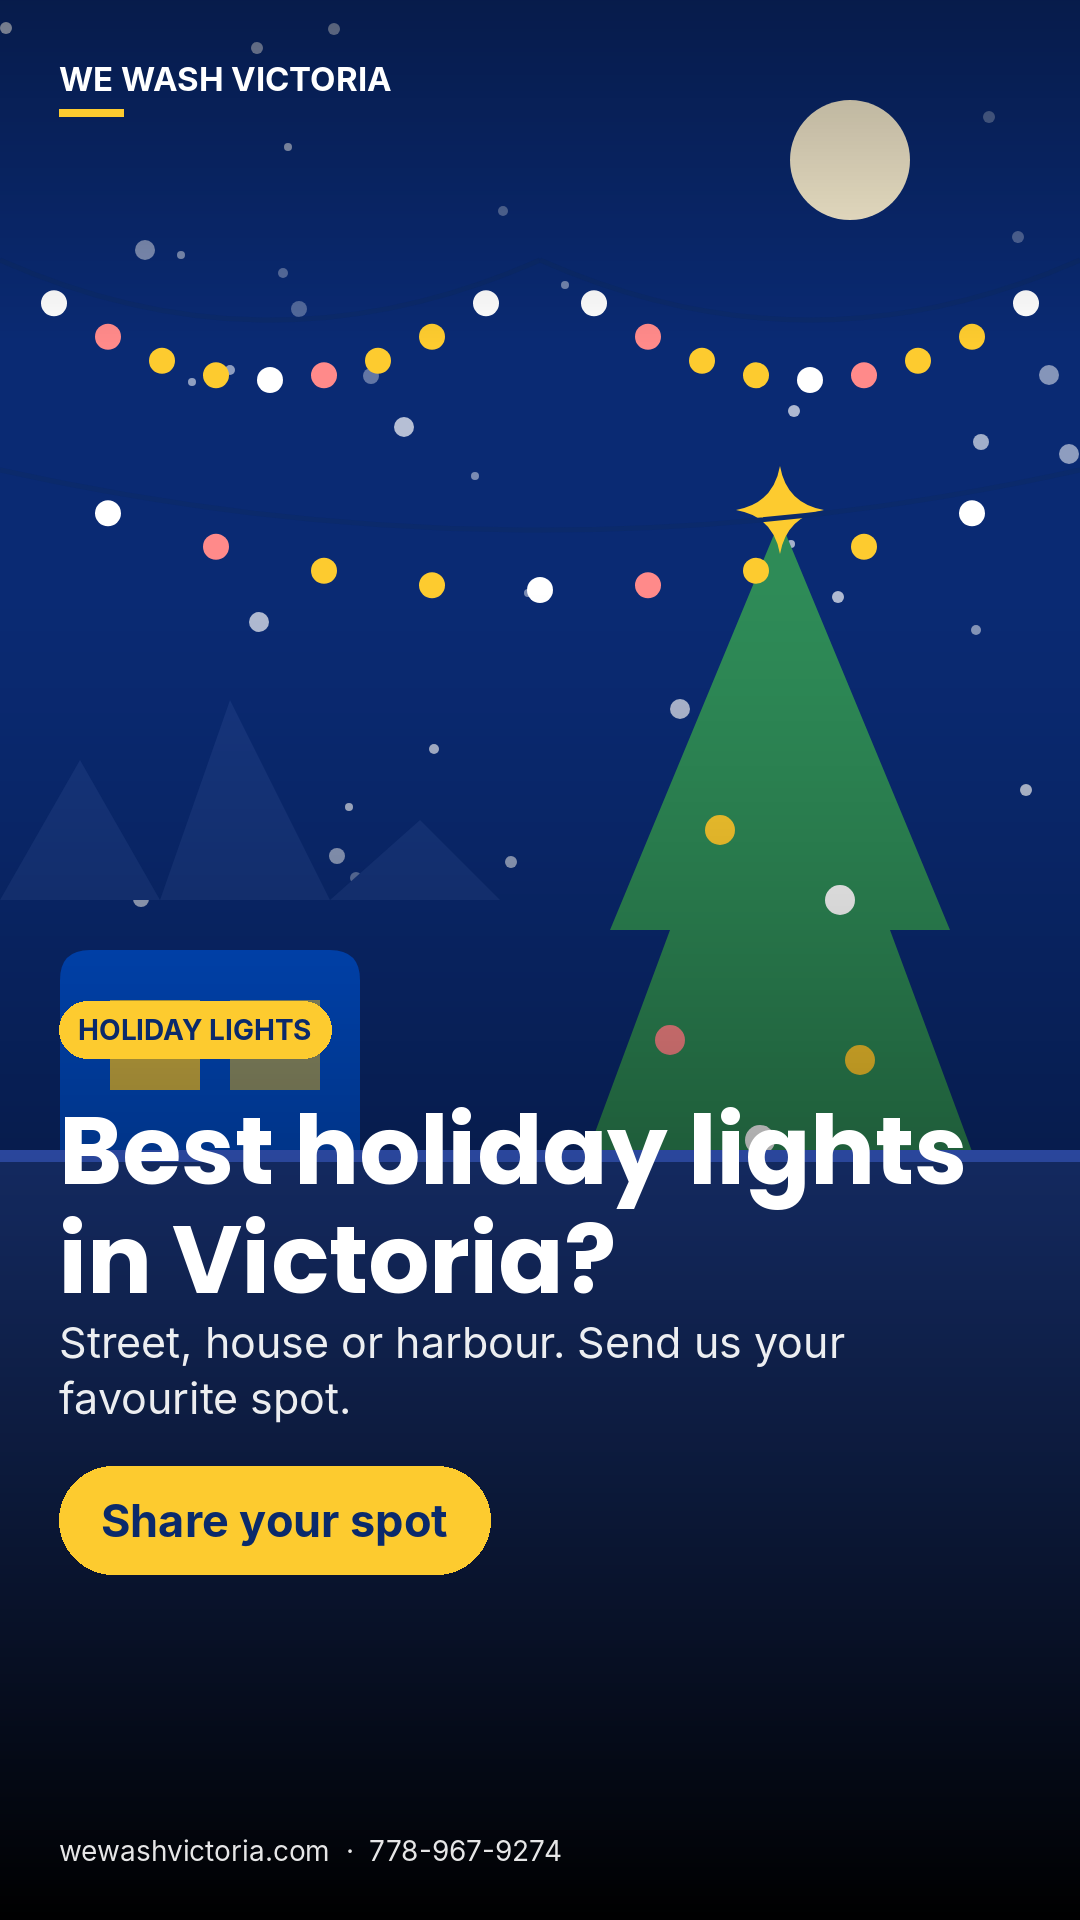 WE WASH VICTORIA
HOLIDAY LIGHTS
Best holiday lights
in Victoria?
Street, house or harbour. Send us your
favourite spot.
Share your spot
wewashvictoria.com · 778-967-9274